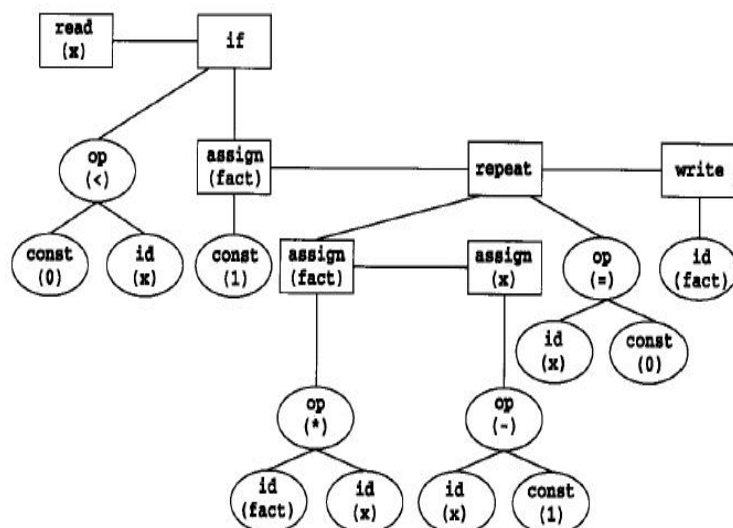 read
(x)
if
op
(<)
assign
(fact)
repeat
write
const
(0)
id
(x)
const
(1)
assign
(fact)
assign
(x)
op
(=)
id
(fact)
id
(x)
const
(0)
op
(*)
op
(-)
id
(fact)
id
(x)
id
(x)
const
(1)